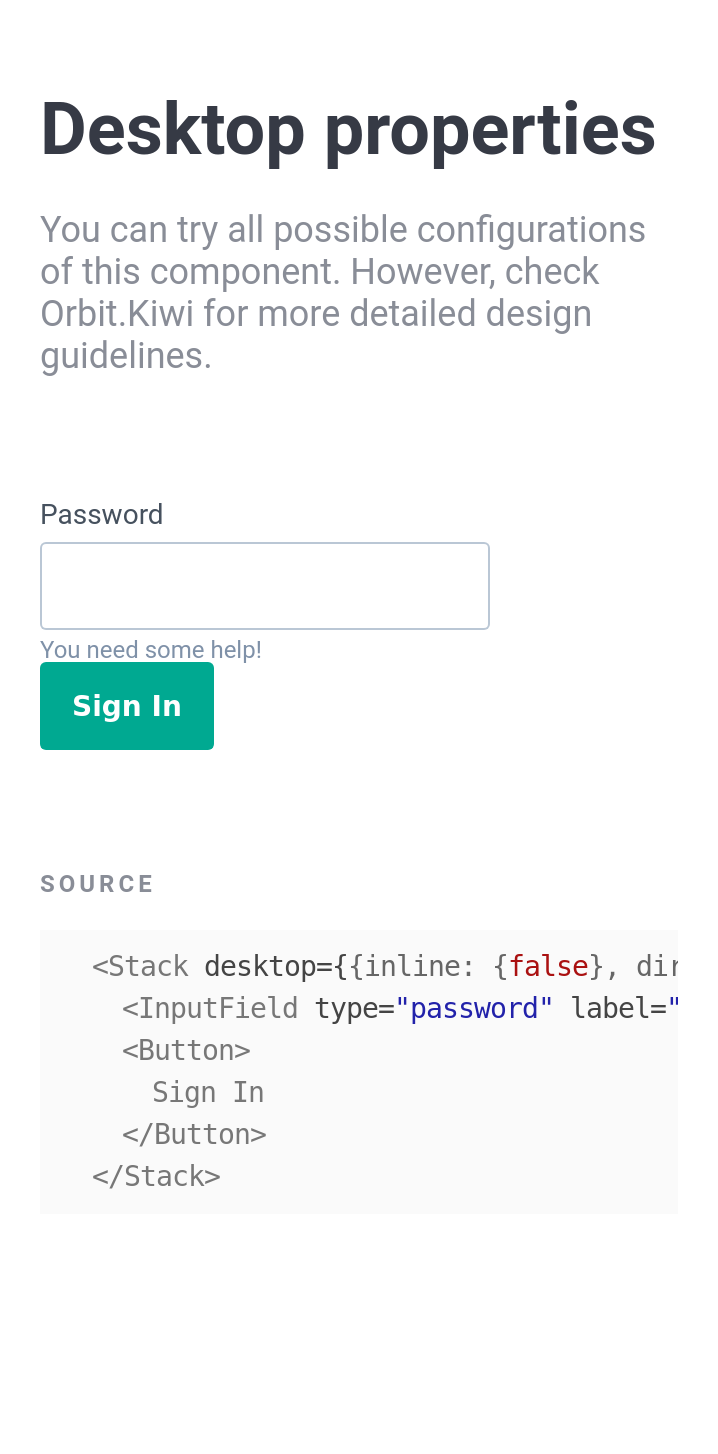 Desktop properties
You can try all possible configurations
of this component. However, check
Orbit.Kiwi for more detailed design
guidelines.
Password
You need some help!
Sign In
SOURCE
<Stack desktop={{inline: {false}, dir
<InputField type="password" label="
<Button>
Sign In
</Button>
</Stack>